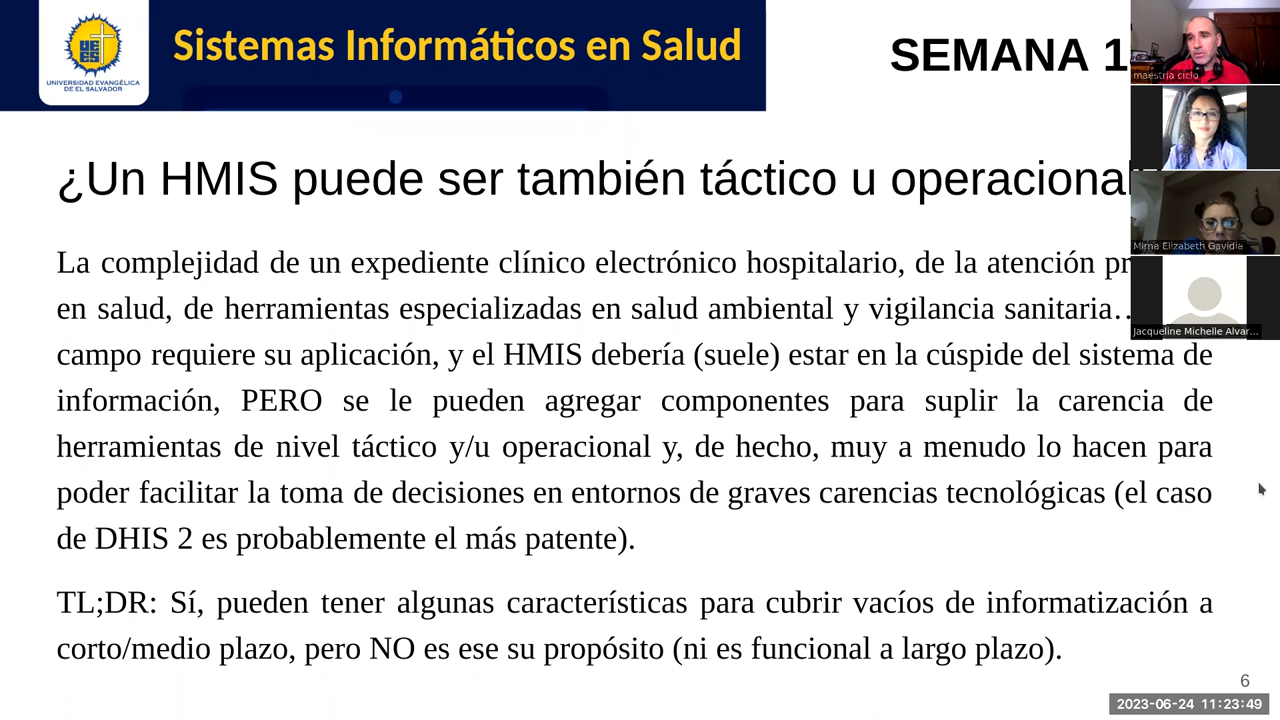 UNIVERSIDAD EVANGÉLICA
DE EL SALVADOR
Sistemas Informáticos en Salud
SEMANA 1
maestria ciclo
¿Un HMIS puede ser también táctico u operacional
Mirna Elizabeth Gavidia
La complejidad de un expediente clínico electrónico hospitalario, de la atención
en salud, de herramientas especializadas en salud ambiental y vigilancia sanitaria…
Jacqueline Michelle Alvar...
campo requiere su aplicación, y el HMIS debería (suele) estar en la cúspide del sistema de
información, PERO se le pueden agregar componentes para suplir la carencia de
herramientas de nivel táctico y/u operacional y, de hecho, muy a menudo lo hacen para
poder facilitar la toma de decisiones en entornos de graves carencias tecnológicas (el caso
de DHIS 2 es probablemente el más patente).
TL;DR: Sí, pueden tener algunas características para cubrir vacíos de informatización a
corto/medio plazo, pero NO es ese su propósito (ni es funcional a largo plazo).
6
2023-06-24 11:23:49